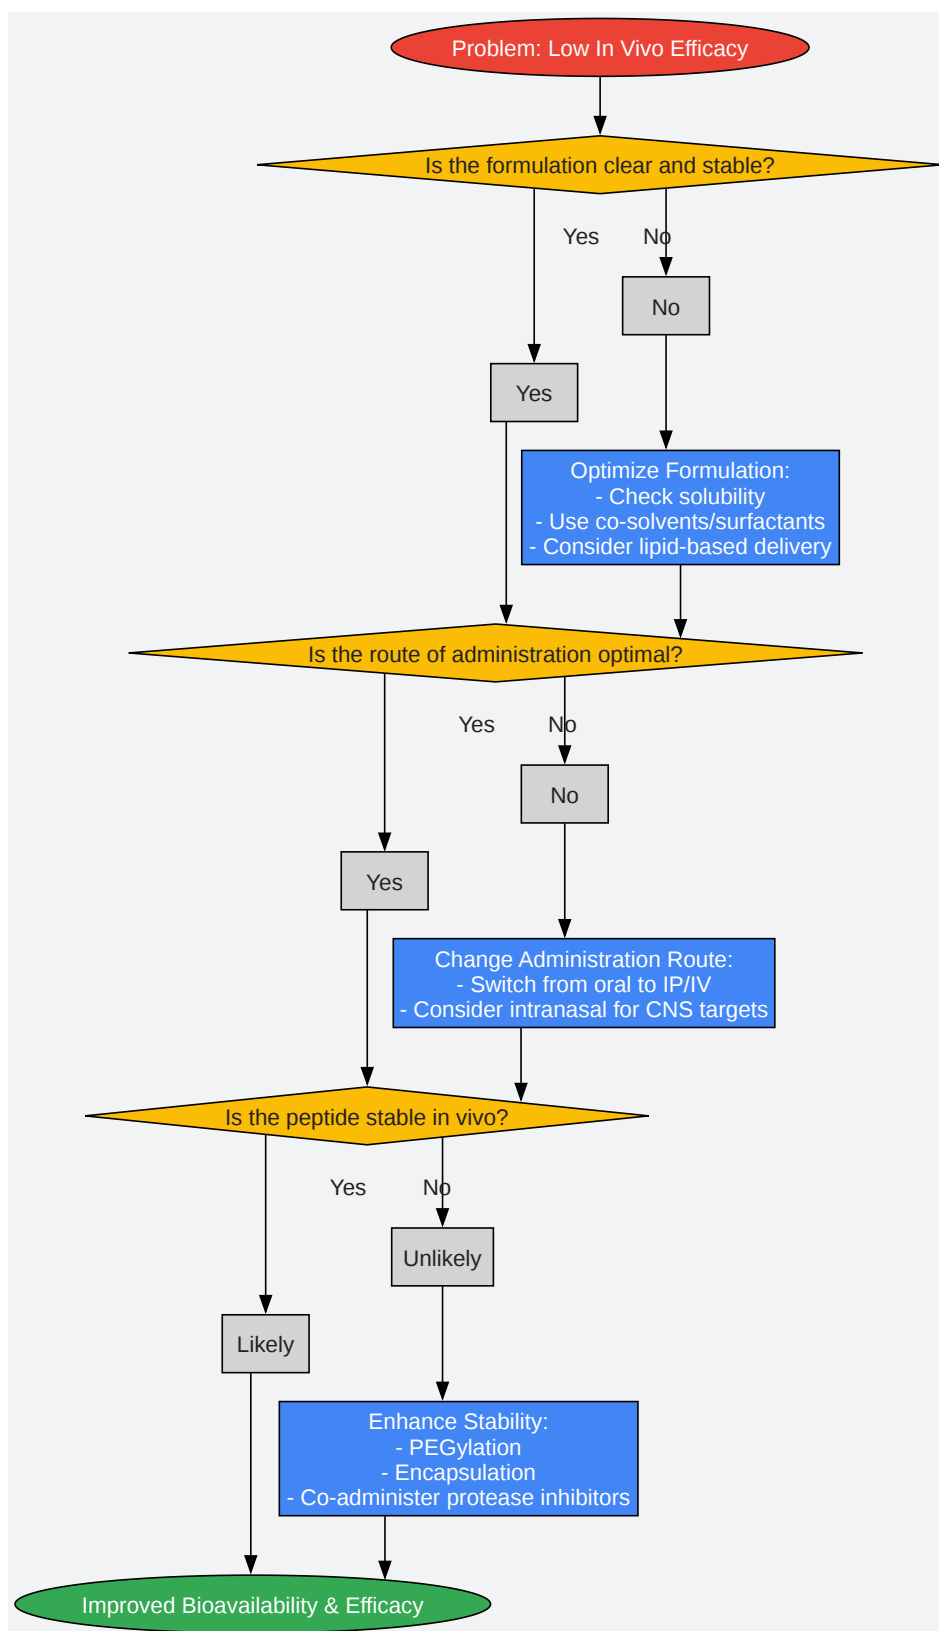 Problem: Low In Vivo Efficacy
Is the formulation clear and stable?
Yes
No
No
Yes
Optimize Formulation:
- Check solubility
- Use co-solvents/surfactants
- Consider lipid-based delivery
Is the route of administration optimal?
Yes
No
No
Yes
Change Administration Route:
- Switch from oral to IP/IV
- Consider intranasal for CNS targets
Is the peptide stable in vivo?
Yes
No
Unlikely
Likely
Enhance Stability:
- PEGylation
- Encapsulation
- Co-administer protease inhibitors
Improved Bioavailability & Efficacy